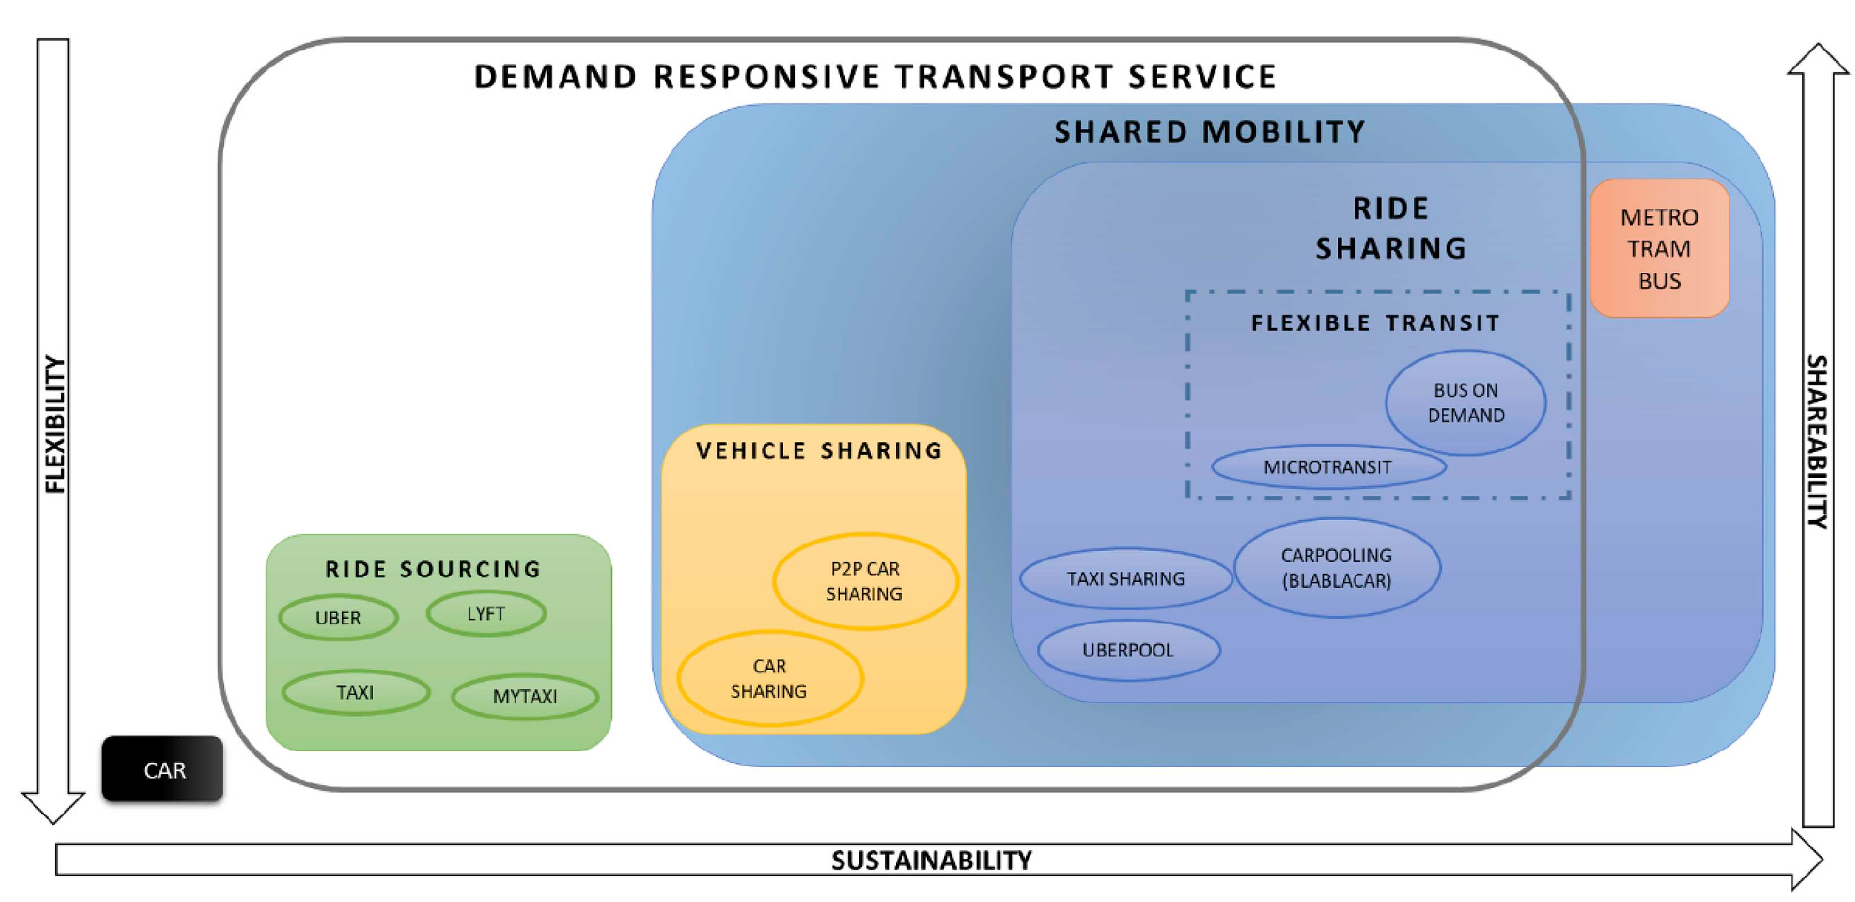 DEMAND RESPONSIVE TRANSPORT SERVICE
SHARED MOBILITY
RIDE
SHARING
METRO
TRAM
BUS
FLEXIBLE TRANSIT
BUS ON
DEMAND
MICROTRANSIT
FLEXIBILITY
SHAREABILITY
VEHICLE SHARING
P2P CAR
SHARING
CAR
SHARING
TAXI SHARING
CARPOOLING
(BLABLACAR)
UBERPOOL
RIDE SOURCING
UBER
LYFT
TAXI
MYTAXI
CAR
SUSTAINABILITY